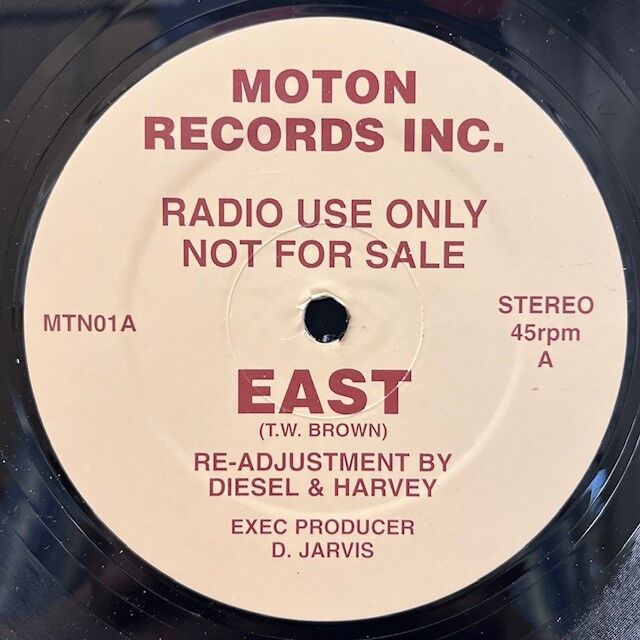 MOTON
RECORDS INC.
RADIO USE ONLY
NOT FOR SALE
MTN01A
STEREO
45rpm
A
EAST
(T.W. BROWN)
RE-ADJUSTMENT BY
DIESEL & HARVEY
EXEC PRODUCER
D. JARVIS